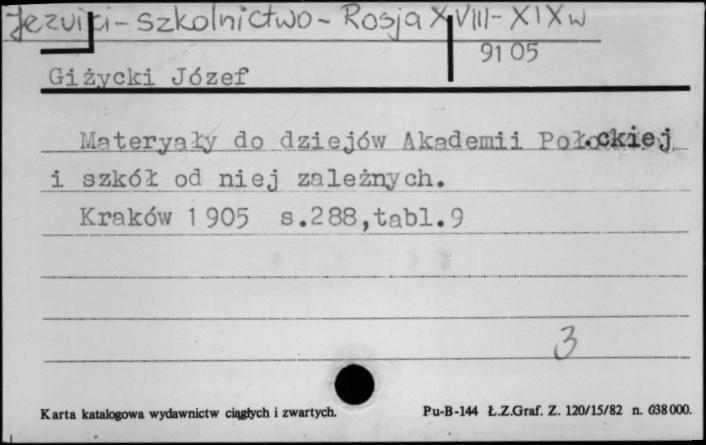 Jezuici-szkolnictwo-Rosja XVIII-XIXw
9105
Giżycki Józef
Materyały do dziejów Akademii Połockiej
i szkół od niej zależnych.
Kraków 1905 s.288,tabl.9
3
Karta katalogowa wydawnictw ciągłych i zwartych.
Pu-B-144 Ł.Z.Graf. Z. 120/15/82 n. 638000.